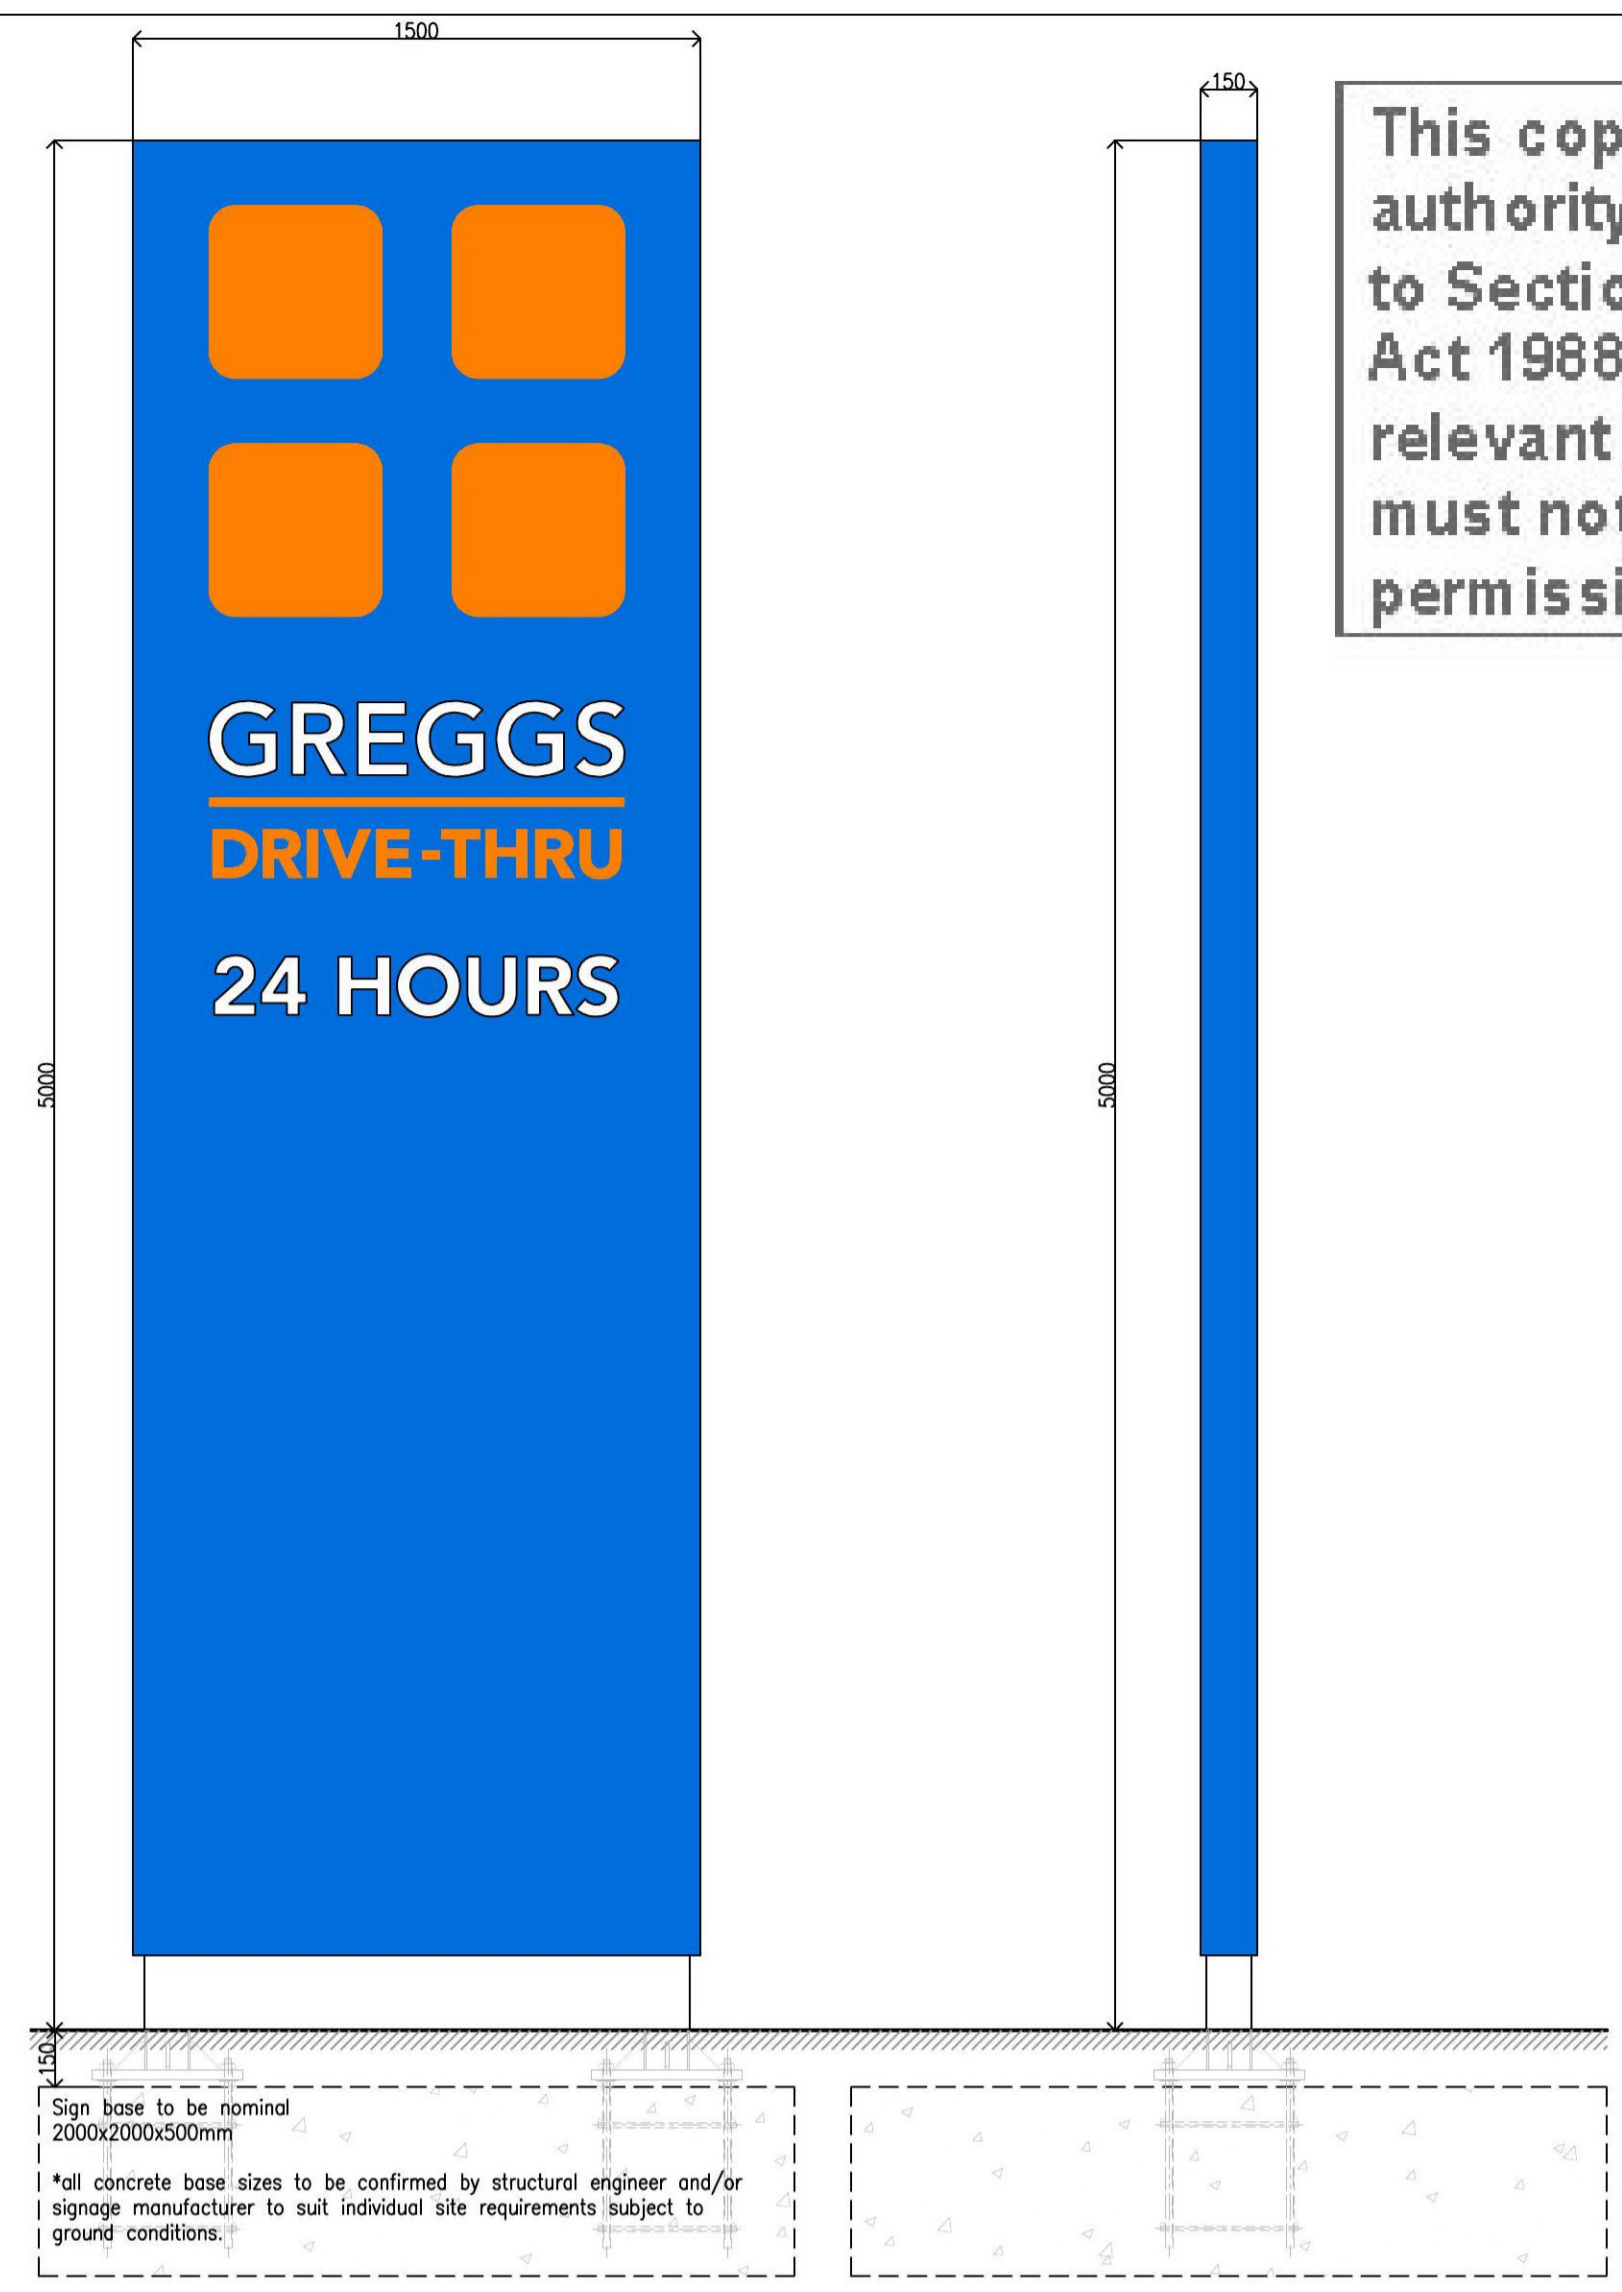 1500
150
This cop
authority
to Sectio
Act 1988
relevant
must not
permissi
GREGGS
DRIVE-THRU
24 HOURS
5000
5000
150
Sign base to be nominal
2000x2000x500mm
*all concrete base sizes to be confirmed by structural engineer and/or
signage manufacturer to suit individual site requirements subject to
ground conditions.